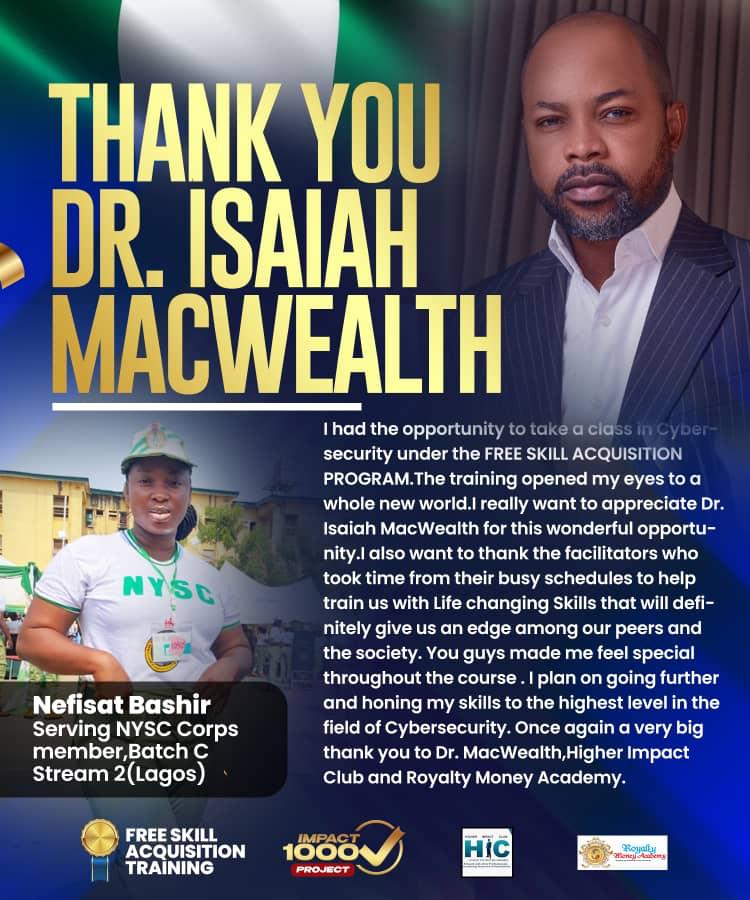 THANK YOU
DR. ISAIAH
MACWEALTH
I had the opportunity to take a class in Cyber-
security under the FREE SKILL ACQUISITION
PROGRAM.The training opened my eyes to a
whole new world.I really want to appreciate Dr.
Isaiah MacWealth for this wonderful opportu-
nity.I also want to thank the facilitators who
took time from their busy schedules to help
train us with Life changing Skills that will defi-
nitely give us an edge among our peers and
the society. You guys made me feel special
throughout the course . I plan on going further
and honing my skills to the highest level in the
field of Cybersecurity. Once again a very big
thank you to Dr. MacWealth,Higher Impact
Club and Royalty Money Academy.
NYSC
Nefisat Bashir
Serving NYSC Corps
member,Batch C
Stream 2(Lagos)
FREE SKILL
ACQUISITION
TRAINING
IMPACT
1000
PROJECT
HIGHER IMPACT CLUB
HIC
Royalty
Money Academy